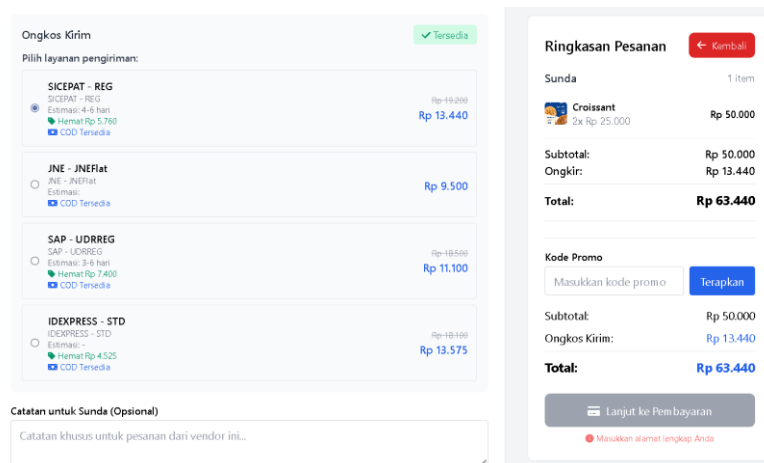 Ongkos Kirim
Tersedia
Pilih layanan pengiriman:
SICEPAT - REG
SICEPAT - REG
Estimasi: 4-6 hari
Hemat Rp 5.760
COD Tersedia
Rp 19.200
Rp 13.440
JNE - JNEFlat
JNE - JNEFlat
Estimasi:
COD Tersedia
Rp 9.500
SAP - UDRREG
SAP - UDRREG
Estimasi: 3-6 hari
Hemat Rp 7.400
COD Tersedia
Rp 18.500
Rp 11.100
IDEXPRESS - STD
IDEXPRESS - STD
Estimasi: -
Hemat Rp 4.525
COD Tersedia
Rp 18.100
Rp 13.575
Catatan untuk Sunda (Opsional)
Catatan khusus untuk pesanan dari vendor ini...
Ringkasan Pesanan
Kembali
Sunda
1 item
Croissant
2x Rp 25.000
Rp 50.000
Subtotal:
Rp 50.000
Ongkir:
Rp 13.440
Total:
Rp 63.440
Kode Promo
Masukkan kode promo
Terapkan
Subtotal:
Rp 50.000
Ongkos Kirim:
Rp 13.440
Total:
Rp 63.440
Lanjut ke Pembayaran
Masukkan alamat lengkap Anda